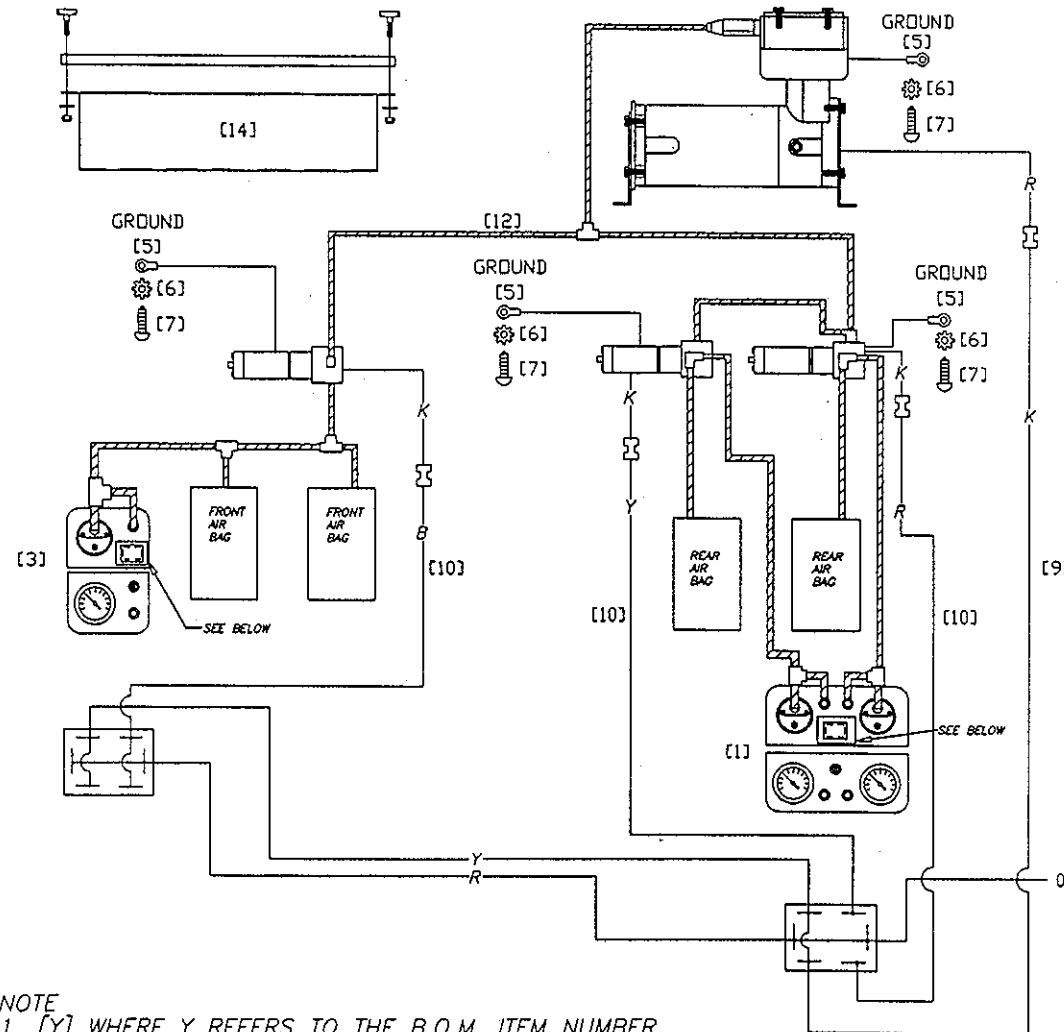 GROUND
[5]
[6]
[7]
[14]
R
[12]
GROUND
[5]
[6]
[7]
GROUND
[5]
[6]
[7]
GROUND
[5]
[6]
[7]
K
K
K
K
Y
B
R
FRONT
AIR
BAG
FRONT
AIR
BAG
REAR
AIR
BAG
REAR
AIR
BAG
[3]
[10]
[9
[10]
[10]
SEE BELOW
SEE BELOW
[1]
Y
R
NOTE
1. [Y] WHERE Y REFERS TO THE B.O.M. ITEM NUMBER